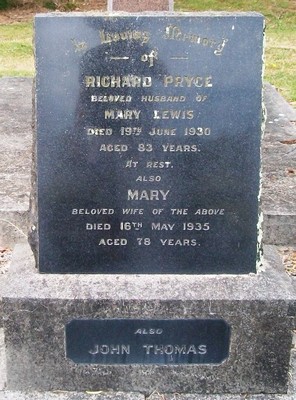 In Loving Memory
of
RICHARD PRYCE
BELOVED HUSBAND OF
MARY LEWIS
DIED 19TH JUNE 1930
AGED 83 YEARS.
AT REST.
ALSO
MARY
BELOVED WIFE OF THE ABOVE
DIED 16TH MAY 1935
AGED 78 YEARS.
ALSO
JOHN THOMAS